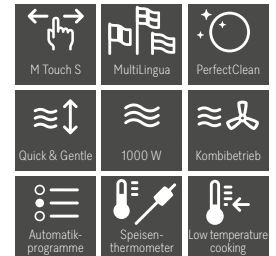 M Touch S
MultiLingua
PerfectClean
Quick & Gentle
1000 W
Kombibetrieb
Automatik-
programme
Speisen-
thermometer
Low temperature
cooking